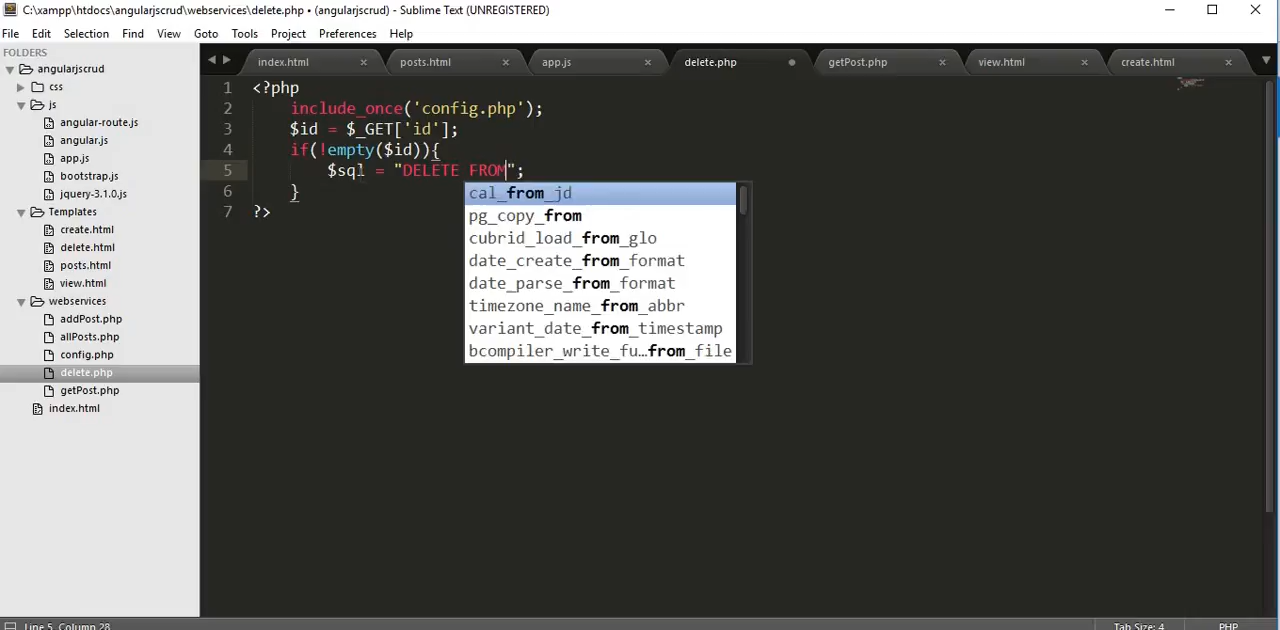 C:\xampp\htdocs\angularjscrud\webservices\delete.php • (angularjscrud) - Sublime Text (UNREGISTERED)
File Edit Selection Find View Goto Tools Project Preferences Help
FOLDERS
angularjscrud
css
js
angular-route.js
angular.js
app.js
bootstrap.js
jquery-3.1.0.js
Templates
create.html
delete.html
posts.html
view.html
webservices
addPost.php
allPosts.php
config.php
delete.php
getPost.php
index.html
index.html × posts.html × app.js × delete.php getPost.php × view.html × create.html ×
1 <?php
2 include_once('config.php');
3 $id = $_GET['id'];
4 if(!empty($id)){
5 $sql = "DELETE FROM";
6 }
7 ?>
cal_from_jd
pg_copy_from
cubrid_load_from_glo
date_create_from_format
date_parse_from_format
timezone_name_from_abbr
variant_date_from_timestamp
bcompiler_write_fu…from_file
Line 5, Column 28 Tab Size: 4 PHP